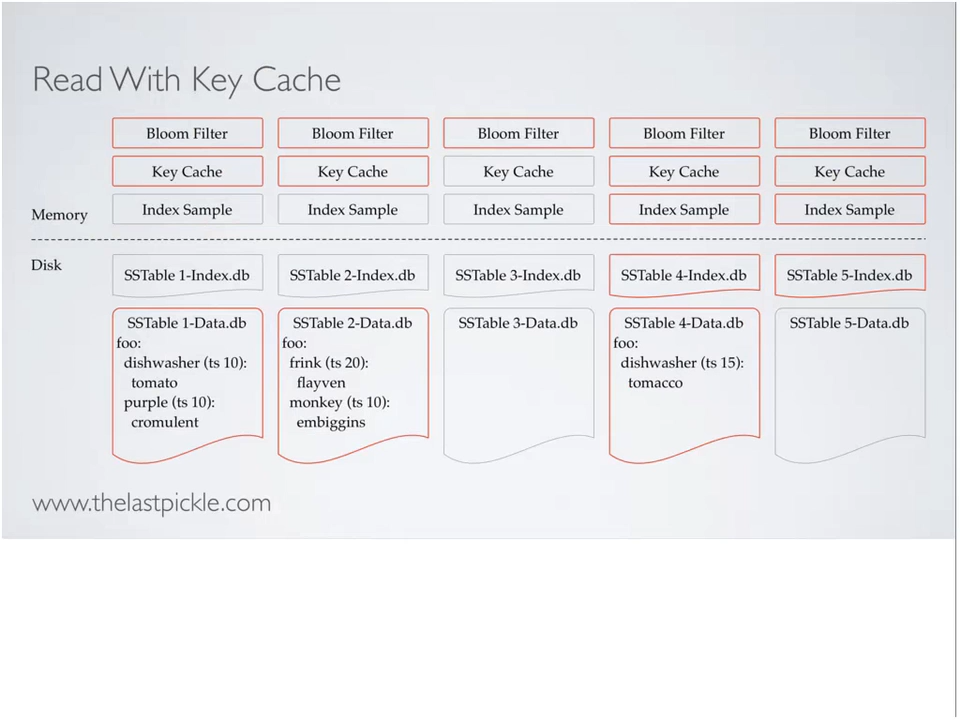 Read With Key Cache
Bloom Filter Bloom Filter Bloom Filter Bloom Filter Bloom Filter
Key Cache Key Cache Key Cache Key Cache Key Cache
Memory Index Sample Index Sample Index Sample Index Sample Index Sample
Disk
SSTable 1-Index.db SSTable 2-Index.db SSTable 3-Index.db SSTable 4-Index.db SSTable 5-Index.db
SSTable 1-Data.db
foo:
dishwasher (ts 10):
tomato
purple (ts 10):
cromulent
SSTable 2-Data.db
foo:
frink (ts 20):
flayven
monkey (ts 10):
embiggins
SSTable 3-Data.db
SSTable 4-Data.db
foo:
dishwasher (ts 15):
tomacco
SSTable 5-Data.db
www.thelastpickle.com